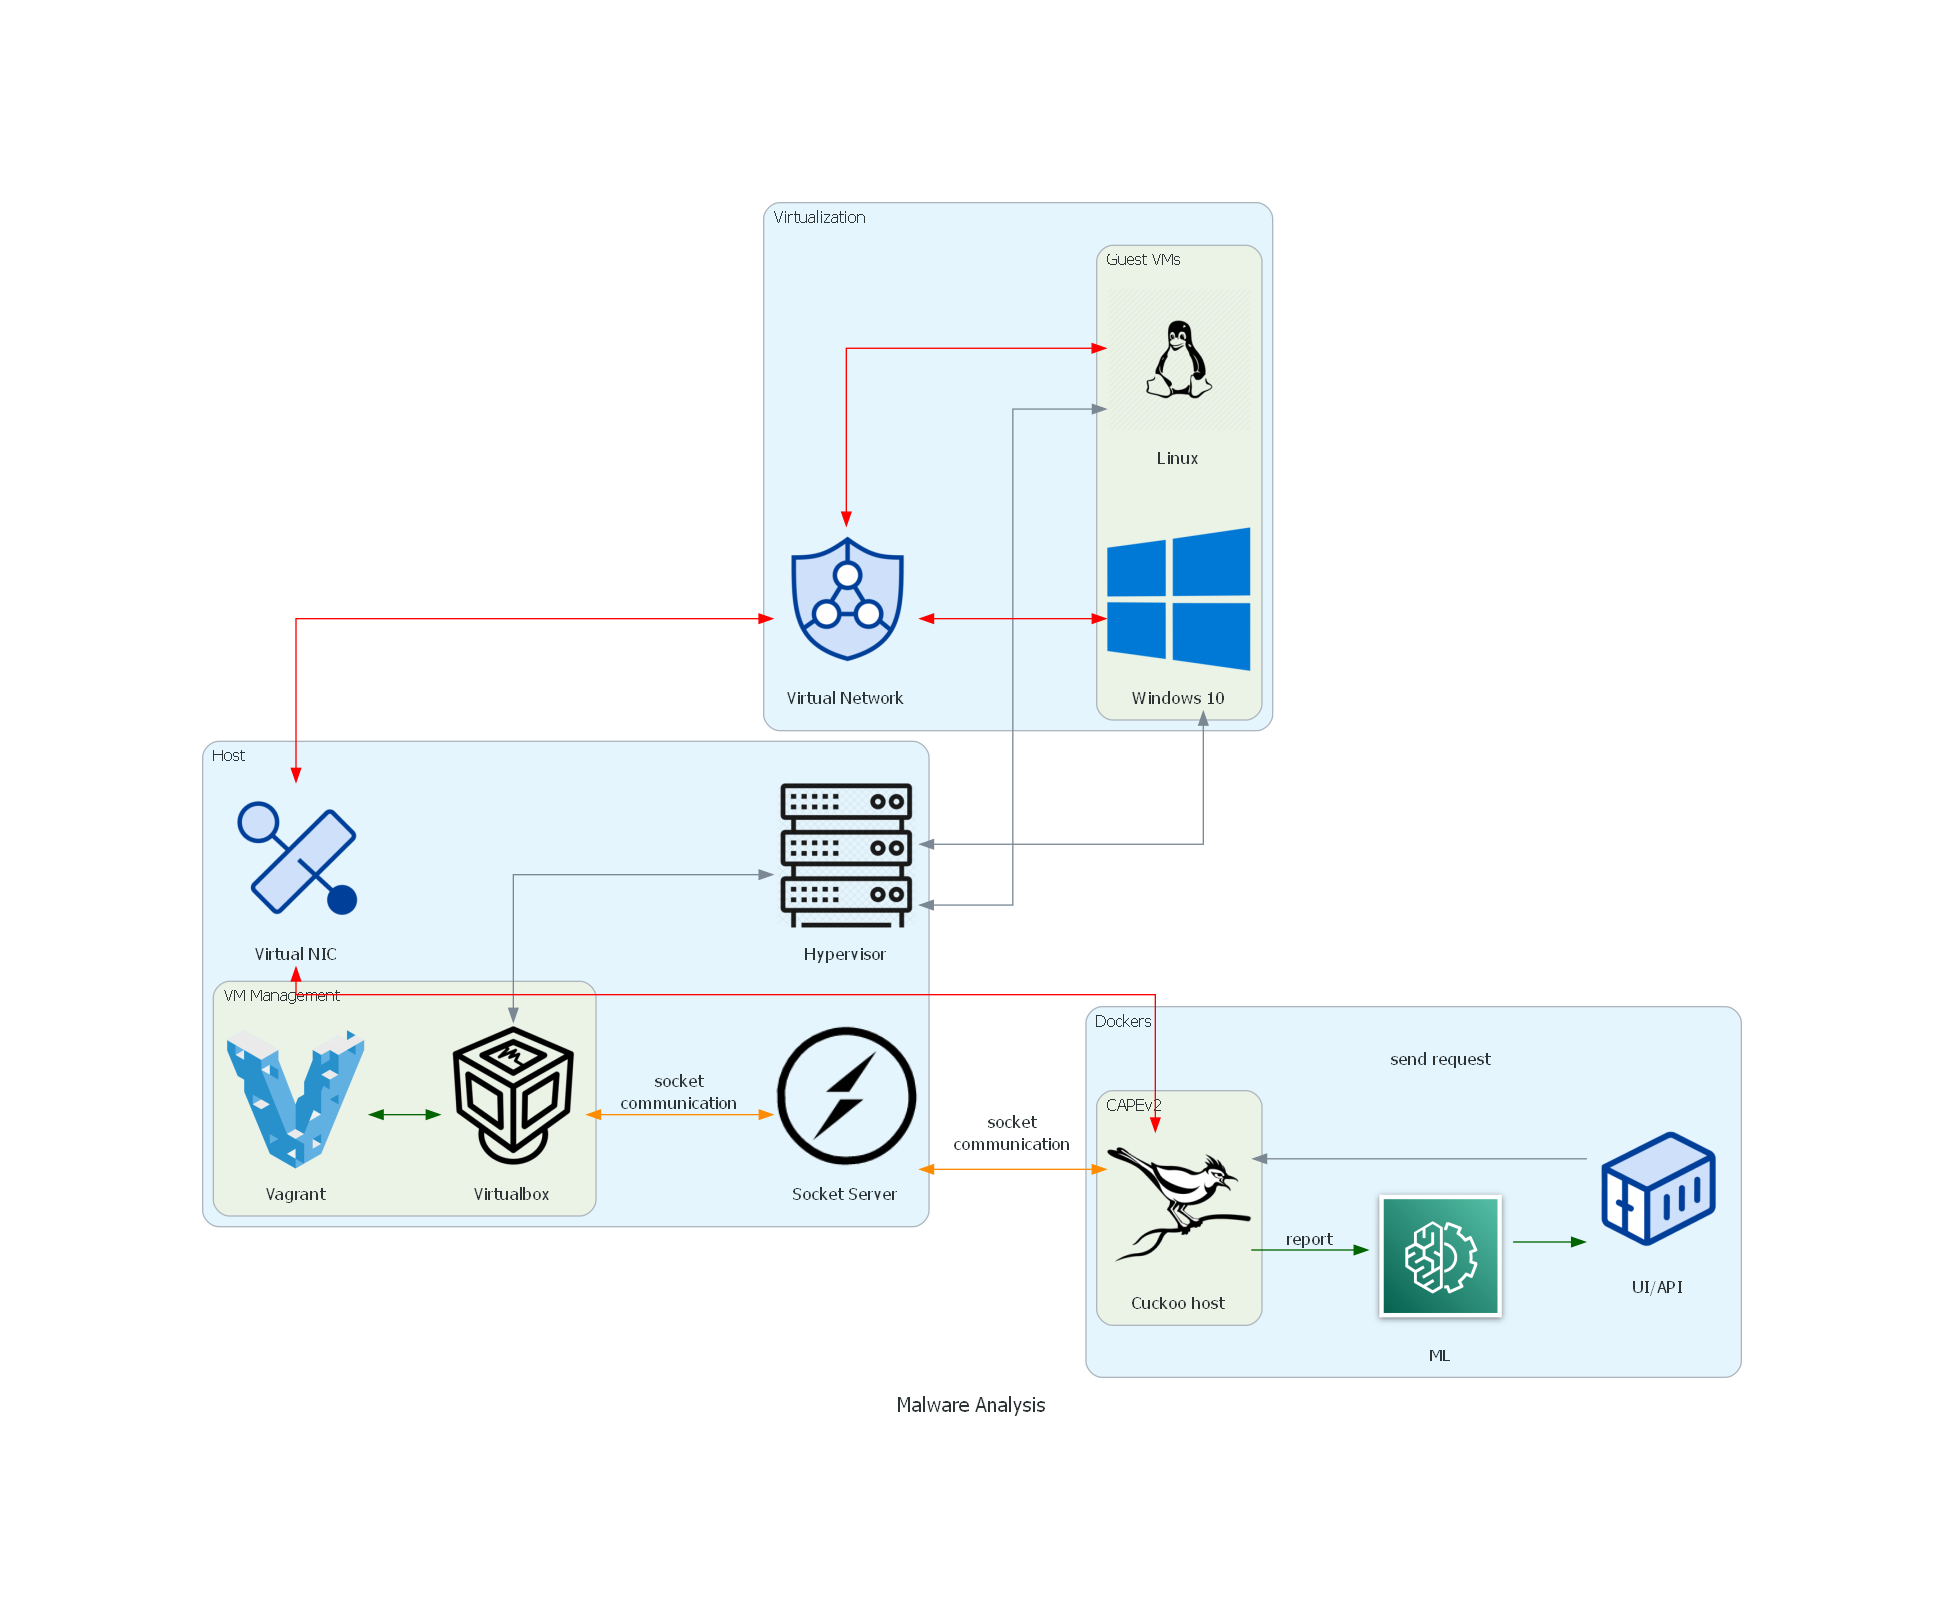 Virtualization
Guest VMs
Linux
Windows 10
Virtual Network
Host
Virtual NIC
Hypervisor
VM Management
Vagrant
Virtualbox
socket
communication
Socket Server
socket
communication
Dockers
send request
CAPEv2
report
Cuckoo host
ML
UI/API
Malware Analysis